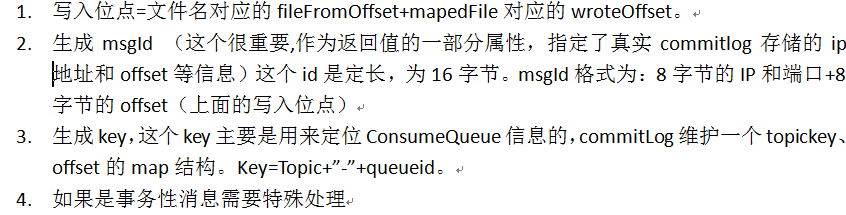 1. 写入位点=文件名对应的 fileFromOffset+mapedFile 对应的 wroteOffset。
2. 生成 msgId （这个很重要,作为返回值的一部分属性，指定了真实 commitlog 存储的 ip
地址和 offset 等信息）这个 id 是定长，为 16 字节。msgId 格式为：8 字节的 IP 和端口+8
字节的 offset（上面的写入位点）
3. 生成 key，这个 key 主要是用来定位 ConsumeQueue 信息的，commitLog 维护一个 topickey、
offset 的 map 结构。Key=Topic+”-”+queueid。
4. 如果是事务性消息需要特殊处理